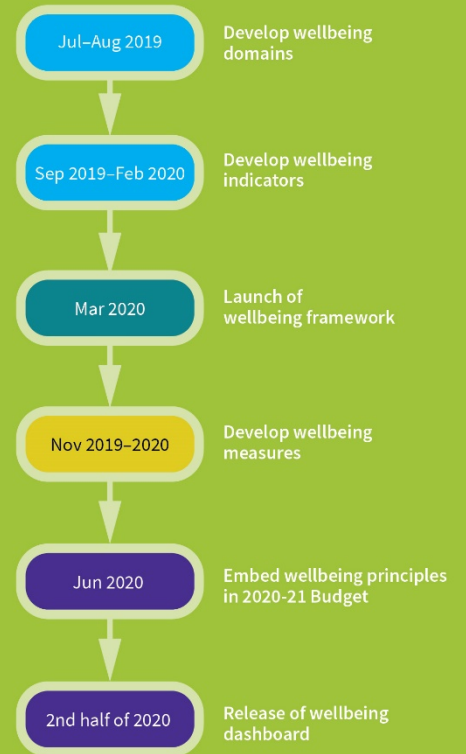 Jul–Aug 2019
Develop wellbeing
domains
Sep 2019–Feb 2020
Develop wellbeing
indicators
Mar 2020
Launch of
wellbeing framework
Nov 2019–2020
Develop wellbeing
measures
Jun 2020
Embed wellbeing principles
in 2020-21 Budget
2nd half of 2020
Release of wellbeing
dashboard